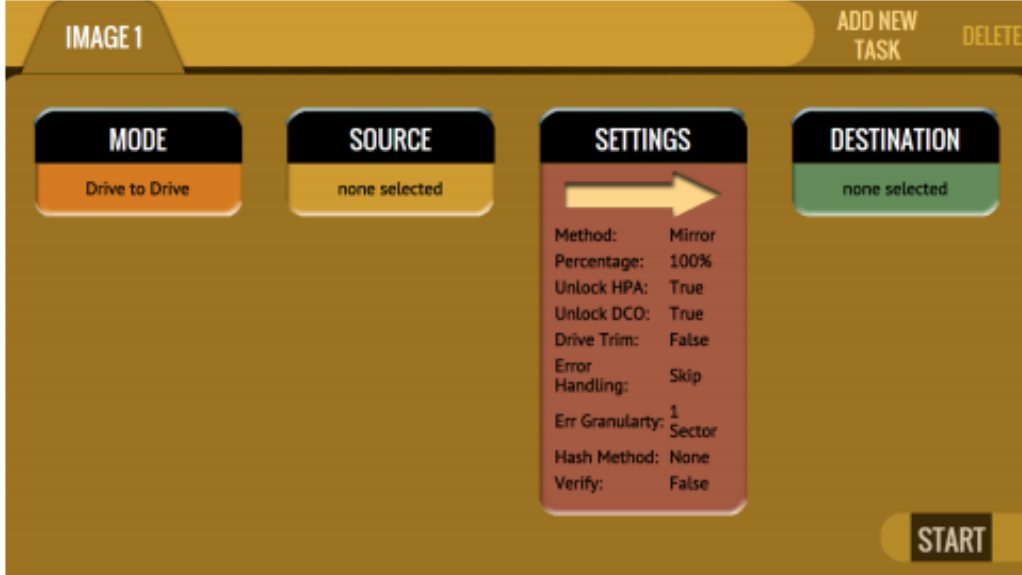 IMAGE 1
ADD NEW
TASK
DELETE
MODE
Drive to Drive
SOURCE
none selected
SETTINGS
Method: Mirror
Percentage: 100%
Unlock HPA: True
Unlock DCO: True
Drive Trim: False
Error
Handling: Skip
Err Granularty: 1
Sector
Hash Method: None
Verify: False
DESTINATION
none selected
START